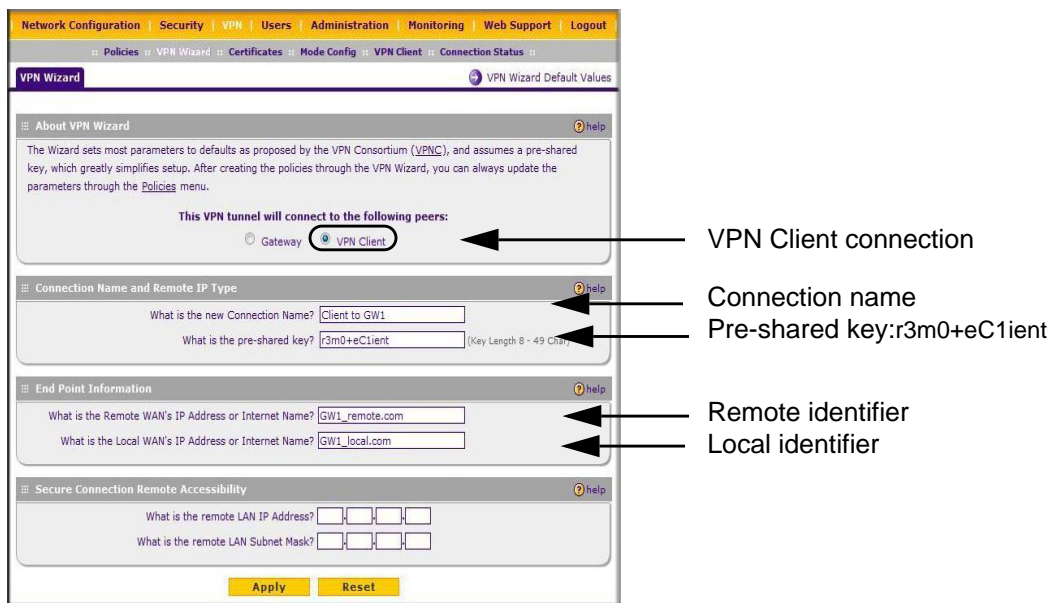 Network Configuration | Security | VPN | Users | Administration | Monitoring | Web Support | Logout
:: Policies :: VPN Wizard :: Certificates :: Mode Config :: VPN Client :: Connection Status ::
VPN Wizard
VPN Wizard Default Values
About VPN Wizard
help
The Wizard sets most parameters to defaults as proposed by the VPN Consortium (VPNC), and assumes a pre-shared
key, which greatly simplifies setup. After creating the policies through the VPN Wizard, you can always update the
parameters through the Policies menu.
This VPN tunnel will connect to the following peers:
Gateway VPN Client
VPN Client connection
Connection Name and Remote IP Type
help
Connection name
What is the new Connection Name? Client to GW1
What is the pre-shared key? r3m0+eC1ient (Key Length 8 - 49 Char)
Pre-shared key:r3m0+eC1ient
End Point Information
help
What is the Remote WAN's IP Address or Internet Name? GW1_remote.com
Remote identifier
What is the Local WAN's IP Address or Internet Name? GW1_local.com
Local identifier
Secure Connection Remote Accessibility
help
What is the remote LAN IP Address? . . .
What is the remote LAN Subnet Mask? . . .
Apply Reset